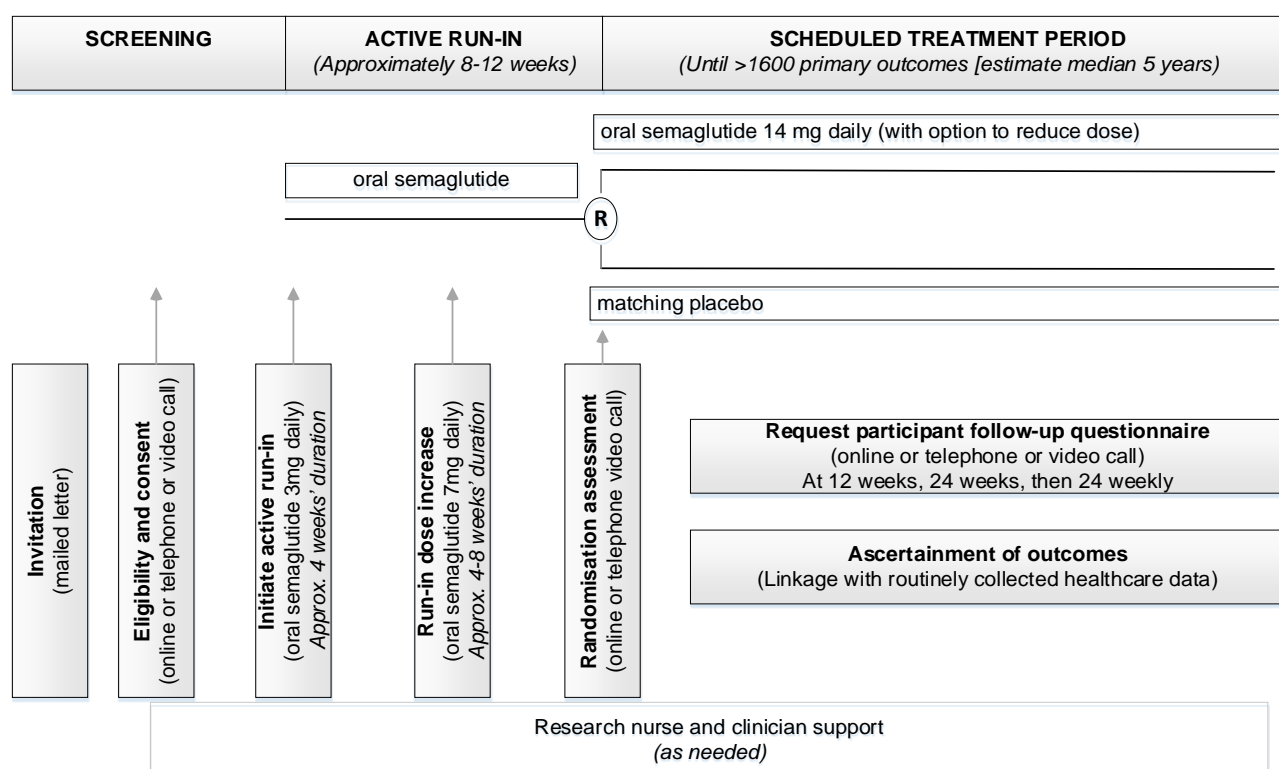 SCREENING
ACTIVE RUN-IN
(Approximately 8-12 weeks)
SCHEDULED TREATMENT PERIOD
(Until >1600 primary outcomes [estimate median 5 years)
oral semaglutide 14 mg daily (with option to reduce dose)
oral semaglutide
R
matching placebo
Invitation
(mailed letter)
Eligibility and consent
(online or telephone or video call)
Initiate active run-in
(oral semaglutide 3mg daily)
Approx. 4 weeks’ duration
Run-in dose increase
(oral semaglutide 7mg daily)
Approx. 4-8 weeks’ duration
Randomisation assessment
(online or telephone video call)
Request participant follow-up questionnaire
(online or telephone or video call)
At 12 weeks, 24 weeks, then 24 weekly
Ascertainment of outcomes
(Linkage with routinely collected healthcare data)
Research nurse and clinician support
(as needed)